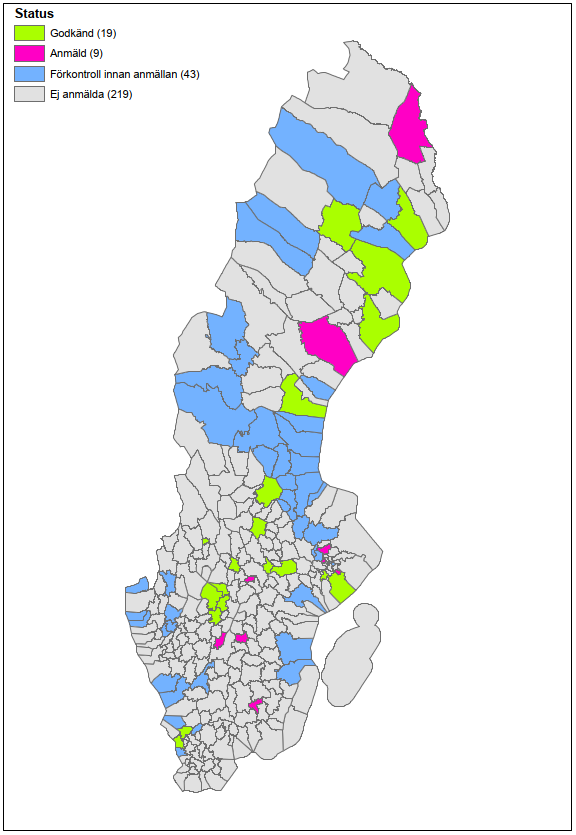 Status
Godkänd (19)
Anmäld (9)
Förkontroll innan anmällan (43)
Ej anmälda (219)